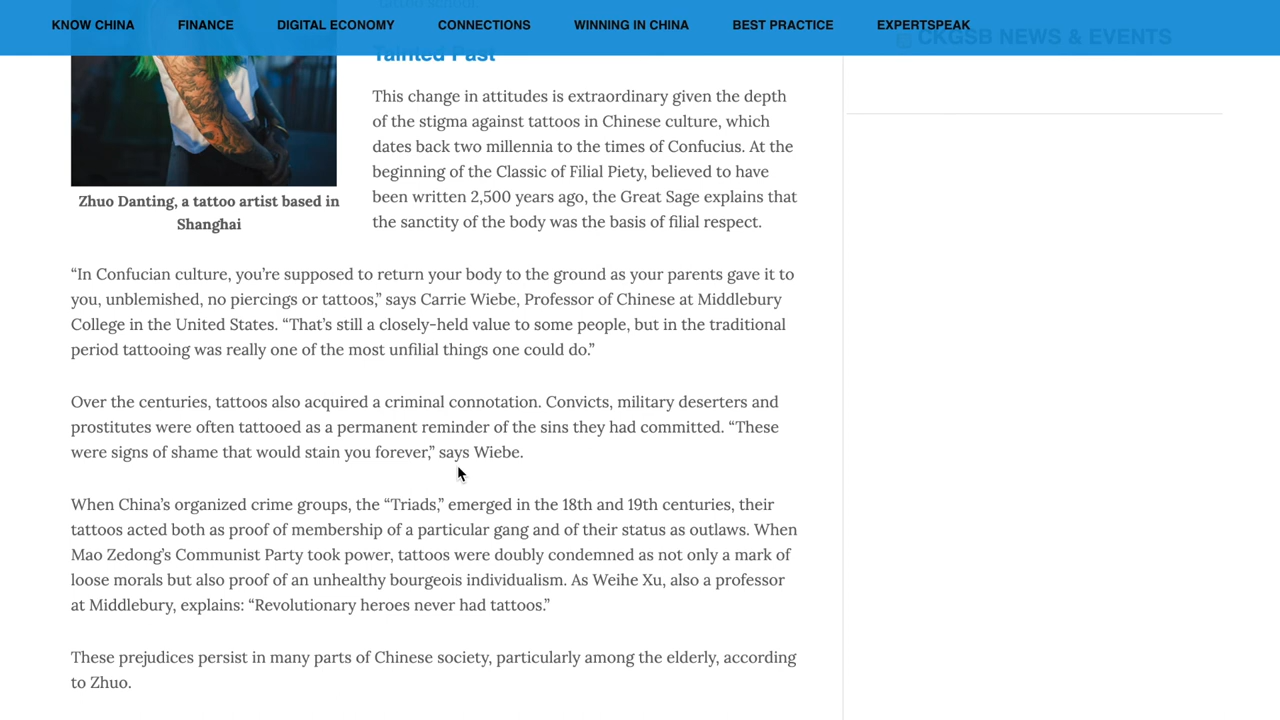 KNOW CHINA FINANCE DIGITAL ECONOMY CONNECTIONS WINNING IN CHINA BEST PRACTICE EXPERTSPEAK
CKGSB NEWS & EVENTS
tattoo school
Tainted Past
This change in attitudes is extraordinary given the depth
of the stigma against tattoos in Chinese culture, which
dates back two millennia to the times of Confucius. At the
beginning of the Classic of Filial Piety, believed to have
been written 2,500 years ago, the Great Sage explains that
the sanctity of the body was the basis of filial respect.
Zhuo Danting, a tattoo artist based in
Shanghai
“In Confucian culture, you’re supposed to return your body to the ground as your parents gave it to
you, unblemished, no piercings or tattoos,” says Carrie Wiebe, Professor of Chinese at Middlebury
College in the United States. “That’s still a closely-held value to some people, but in the traditional
period tattooing was really one of the most unfilial things one could do.”
Over the centuries, tattoos also acquired a criminal connotation. Convicts, military deserters and
prostitutes were often tattooed as a permanent reminder of the sins they had committed. “These
were signs of shame that would stain you forever,” says Wiebe.
When China’s organized crime groups, the “Triads,” emerged in the 18th and 19th centuries, their
tattoos acted both as proof of membership of a particular gang and of their status as outlaws. When
Mao Zedong’s Communist Party took power, tattoos were doubly condemned as not only a mark of
loose morals but also proof of an unhealthy bourgeois individualism. As Weihe Xu, also a professor
at Middlebury, explains: “Revolutionary heroes never had tattoos.”
These prejudices persist in many parts of Chinese society, particularly among the elderly, according
to Zhuo.